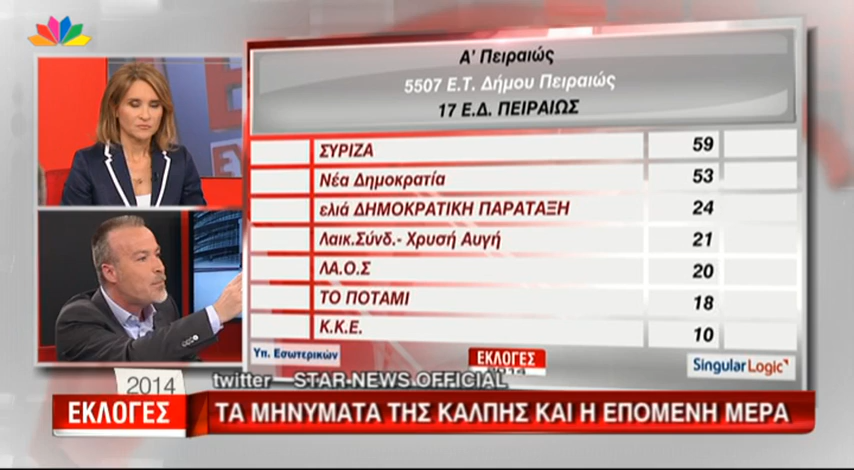 Α' Πειραιώς
5507 Ε.Τ. Δήμου Πειραιώς
17 Ε.Δ. ΠΕΙΡΑΙΩΣ
ΣΥΡΙΖΑ 59
Νέα Δημοκρατία 53
ελιά ΔΗΜΟΚΡΑΤΙΚΗ ΠΑΡΑΤΑΞΗ 24
Λαικ.Σύνδ.- Χρυσή Αυγή 21
ΛΑ.Ο.Σ 20
ΤΟ ΠΟΤΑΜΙ 18
Κ.Κ.Ε. 10
Υπ. Εσωτερικών
ΕΚΛΟΓΕΣ
2014
SingularLogic
2014
twitter STAR NEWS OFFICIAL
ΕΚΛΟΓΕΣ
ΤΑ ΜΗΝΥΜΑΤΑ ΤΗΣ ΚΑΛΠΗΣ ΚΑΙ Η ΕΠΟΜΕΝΗ ΜΕΡΑ